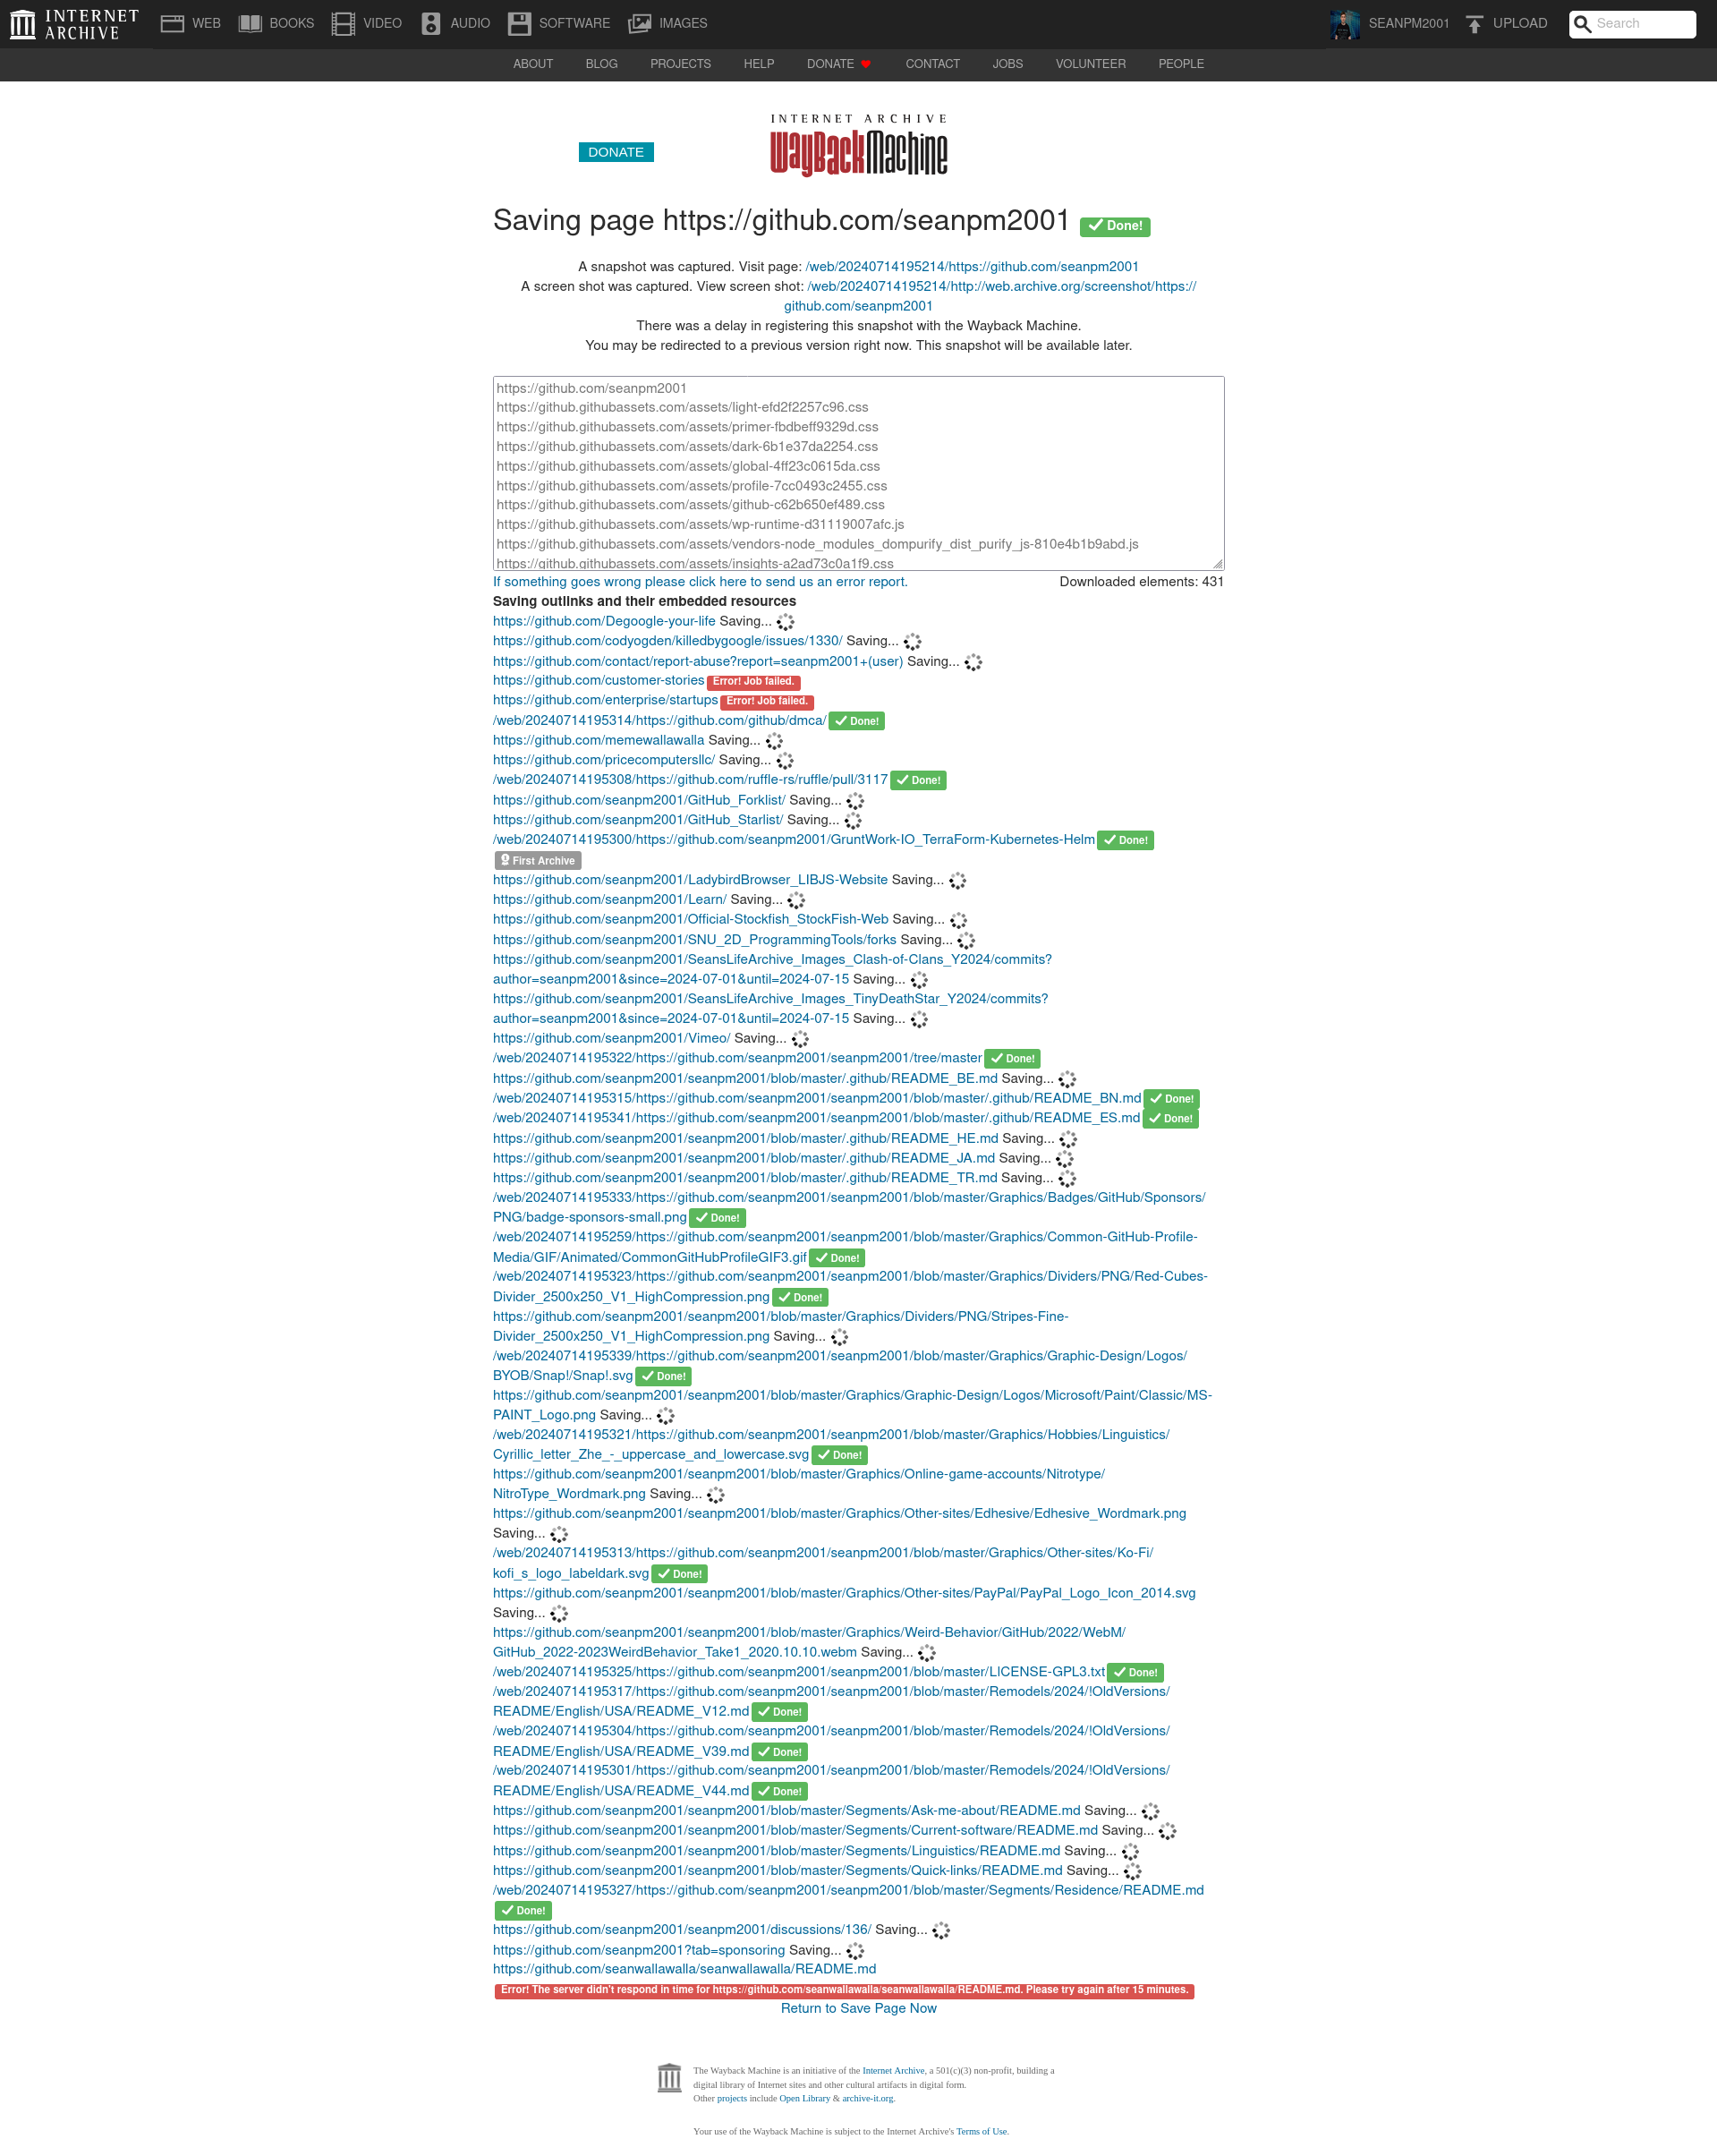 INTERNET ARCHIVE WEB BOOKS VIDEO AUDIO SOFTWARE IMAGES SEANPM2001 UPLOAD Search
ABOUT BLOG PROJECTS HELP DONATE CONTACT JOBS VOLUNTEER PEOPLE
INTERNET ARCHIVE
DONATE WayBackMachine
Saving page https://github.com/seanpm2001 Done!
A snapshot was captured. Visit page: /web/20240714195214/https://github.com/seanpm2001
A screen shot was captured. View screen shot: /web/20240714195214/http://web.archive.org/screenshot/https://
github.com/seanpm2001
There was a delay in registering this snapshot with the Wayback Machine.
You may be redirected to a previous version right now. This snapshot will be available later.
https://github.com/seanpm2001
https://github.githubassets.com/assets/light-efd2f2257c96.css
https://github.githubassets.com/assets/primer-fbdbeff9329d.css
https://github.githubassets.com/assets/dark-6b1e37da2254.css
https://github.githubassets.com/assets/global-4ff23c0615da.css
https://github.githubassets.com/assets/profile-7cc0493c2455.css
https://github.githubassets.com/assets/github-c62b650ef489.css
https://github.githubassets.com/assets/wp-runtime-d31119007afc.js
https://github.githubassets.com/assets/vendors-node_modules_dompurify_dist_purify_js-810e4b1b9abd.js
https://github.githubassets.com/assets/insights-a2ad73c0a1f9.css
If something goes wrong please click here to send us an error report. Downloaded elements: 431
Saving outlinks and their embedded resources
https://github.com/Degoogle-your-life Saving...
https://github.com/codyogden/killedbygoogle/issues/1330/ Saving...
https://github.com/contact/report-abuse?report=seanpm2001+(user) Saving...
https://github.com/customer-stories Error! Job failed.
https://github.com/enterprise/startups Error! Job failed.
/web/20240714195314/https://github.com/github/dmca/ Done!
https://github.com/memewallawalla Saving...
https://github.com/pricecomputersllc/ Saving...
/web/20240714195308/https://github.com/ruffle-rs/ruffle/pull/3117 Done!
https://github.com/seanpm2001/GitHub_Forklist/ Saving...
https://github.com/seanpm2001/GitHub_Starlist/ Saving...
/web/20240714195300/https://github.com/seanpm2001/GruntWork-IO_TerraForm-Kubernetes-Helm Done!
First Archive
https://github.com/seanpm2001/LadybirdBrowser_LIBJS-Website Saving...
https://github.com/seanpm2001/Learn/ Saving...
https://github.com/seanpm2001/Official-Stockfish_StockFish-Web Saving...
https://github.com/seanpm2001/SNU_2D_ProgrammingTools/forks Saving...
https://github.com/seanpm2001/SeansLifeArchive_Images_Clash-of-Clans_Y2024/commits?
author=seanpm2001&since=2024-07-01&until=2024-07-15 Saving...
https://github.com/seanpm2001/SeansLifeArchive_Images_TinyDeathStar_Y2024/commits?
author=seanpm2001&since=2024-07-01&until=2024-07-15 Saving...
https://github.com/seanpm2001/Vimeo/ Saving...
/web/20240714195322/https://github.com/seanpm2001/seanpm2001/tree/master Done!
https://github.com/seanpm2001/seanpm2001/blob/master/.github/README_BE.md Saving...
/web/20240714195315/https://github.com/seanpm2001/seanpm2001/blob/master/.github/README_BN.md Done!
/web/20240714195341/https://github.com/seanpm2001/seanpm2001/blob/master/.github/README_ES.md Done!
https://github.com/seanpm2001/seanpm2001/blob/master/.github/README_HE.md Saving...
https://github.com/seanpm2001/seanpm2001/blob/master/.github/README_JA.md Saving...
https://github.com/seanpm2001/seanpm2001/blob/master/.github/README_TR.md Saving...
/web/20240714195333/https://github.com/seanpm2001/seanpm2001/blob/master/Graphics/Badges/GitHub/Sponsors/
PNG/badge-sponsors-small.png Done!
/web/20240714195259/https://github.com/seanpm2001/seanpm2001/blob/master/Graphics/Common-GitHub-Profile-
Media/GIF/Animated/CommonGitHubProfileGIF3.gif Done!
/web/20240714195323/https://github.com/seanpm2001/seanpm2001/blob/master/Graphics/Dividers/PNG/Red-Cubes-
Divider_2500x250_V1_HighCompression.png Done!
https://github.com/seanpm2001/seanpm2001/blob/master/Graphics/Dividers/PNG/Stripes-Fine-
Divider_2500x250_V1_HighCompression.png Saving...
/web/20240714195339/https://github.com/seanpm2001/seanpm2001/blob/master/Graphics/Graphic-Design/Logos/
BYOB/Snap!/Snap!.svg Done!
https://github.com/seanpm2001/seanpm2001/blob/master/Graphics/Graphic-Design/Logos/Microsoft/Paint/Classic/MS-
PAINT_Logo.png Saving...
/web/20240714195321/https://github.com/seanpm2001/seanpm2001/blob/master/Graphics/Hobbies/Linguistics/
Cyrillic_letter_Zhe_-_uppercase_and_lowercase.svg Done!
https://github.com/seanpm2001/seanpm2001/blob/master/Graphics/Online-game-accounts/Nitrotype/
NitroType_Wordmark.png Saving...
https://github.com/seanpm2001/seanpm2001/blob/master/Graphics/Other-sites/Edhesive/Edhesive_Wordmark.png
Saving...
/web/20240714195313/https://github.com/seanpm2001/seanpm2001/blob/master/Graphics/Other-sites/Ko-Fi/
kofi_s_logo_labeldark.svg Done!
https://github.com/seanpm2001/seanpm2001/blob/master/Graphics/Other-sites/PayPal/PayPal_Logo_Icon_2014.svg
Saving...
https://github.com/seanpm2001/seanpm2001/blob/master/Graphics/Weird-Behavior/GitHub/2022/WebM/
GitHub_2022-2023WeirdBehavior_Take1_2020.10.10.webm Saving...
/web/20240714195325/https://github.com/seanpm2001/seanpm2001/blob/master/LICENSE-GPL3.txt Done!
/web/20240714195317/https://github.com/seanpm2001/seanpm2001/blob/master/Remodels/2024/!OldVersions/
README/English/USA/README_V12.md Done!
/web/20240714195304/https://github.com/seanpm2001/seanpm2001/blob/master/Remodels/2024/!OldVersions/
README/English/USA/README_V39.md Done!
/web/20240714195301/https://github.com/seanpm2001/seanpm2001/blob/master/Remodels/2024/!OldVersions/
README/English/USA/README_V44.md Done!
https://github.com/seanpm2001/seanpm2001/blob/master/Segments/Ask-me-about/README.md Saving...
https://github.com/seanpm2001/seanpm2001/blob/master/Segments/Current-software/README.md Saving...
https://github.com/seanpm2001/seanpm2001/blob/master/Segments/Linguistics/README.md Saving...
https://github.com/seanpm2001/seanpm2001/blob/master/Segments/Quick-links/README.md Saving...
/web/20240714195327/https://github.com/seanpm2001/seanpm2001/blob/master/Segments/Residence/README.md
Done!
https://github.com/seanpm2001/seanpm2001/discussions/136/ Saving...
https://github.com/seanpm2001?tab=sponsoring Saving...
https://github.com/seanwallawalla/seanwallawalla/README.md
Error! The server didn't respond in time for https://github.com/seanwallawalla/seanwallawalla/README.md. Please try again after 15 minutes.
Return to Save Page Now
The Wayback Machine is an initiative of the Internet Archive, a 501(c)(3) non-profit, building a
digital library of Internet sites and other cultural artifacts in digital form.
Other projects include Open Library & archive-it.org.
Your use of the Wayback Machine is subject to the Internet Archive's Terms of Use.